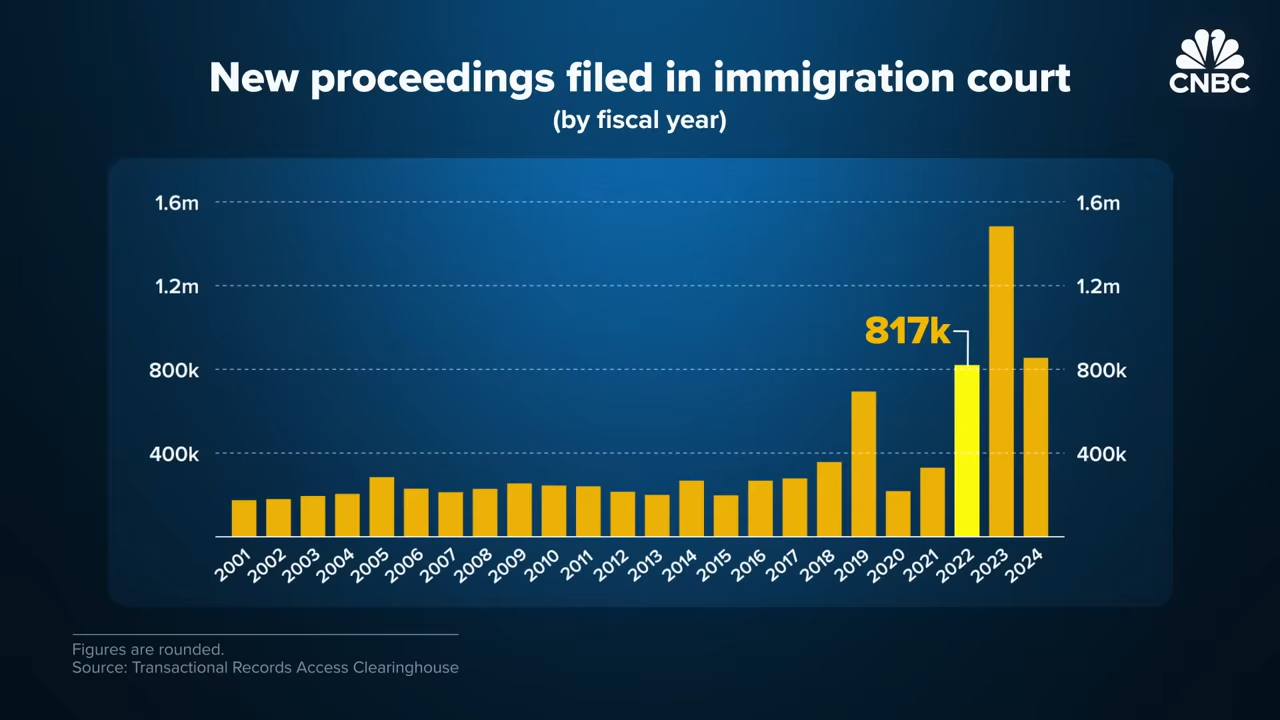 CNBC
New proceedings filed in immigration court
(by fiscal year)
1.6m 1.6m
1.2m 1.2m
817k
800k 800k
400k 400k
2001 2002 2003 2004 2005 2006 2007 2008 2009 2010 2011 2012 2013 2014 2015 2016 2017 2018 2019 2020 2021 2022 2023 2024
Figures are rounded.
Source: Transactional Records Access Clearinghouse